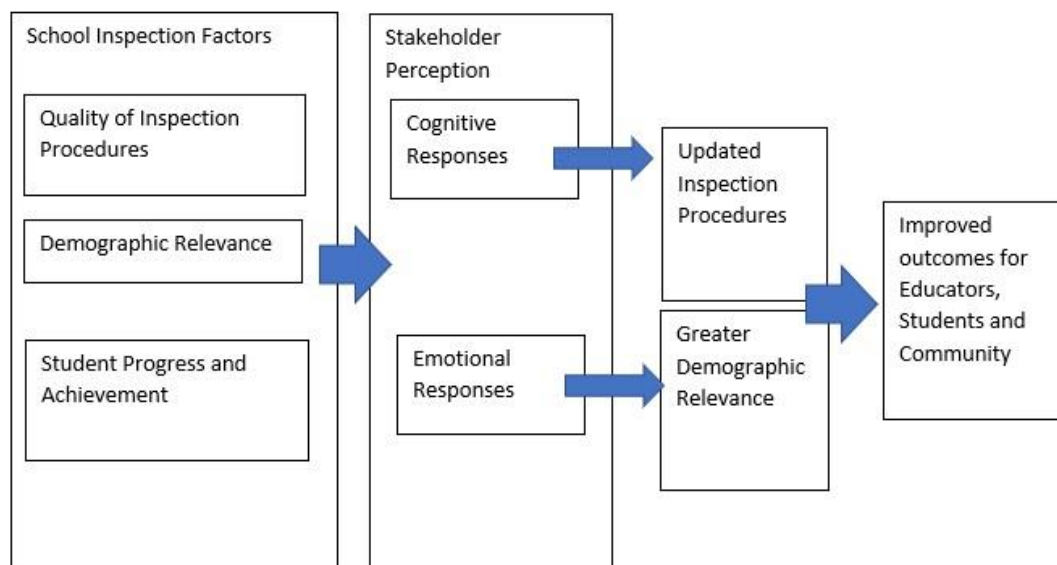 School Inspection Factors
Quality of Inspection
Procedures
Demographic Relevance
Student Progress and
Achievement
Stakeholder
Perception
Cognitive
Responses
Emotional
Responses
Updated
Inspection
Procedures
Greater
Demographic
Relevance
Improved
outcomes for
Educators,
Students and
Community